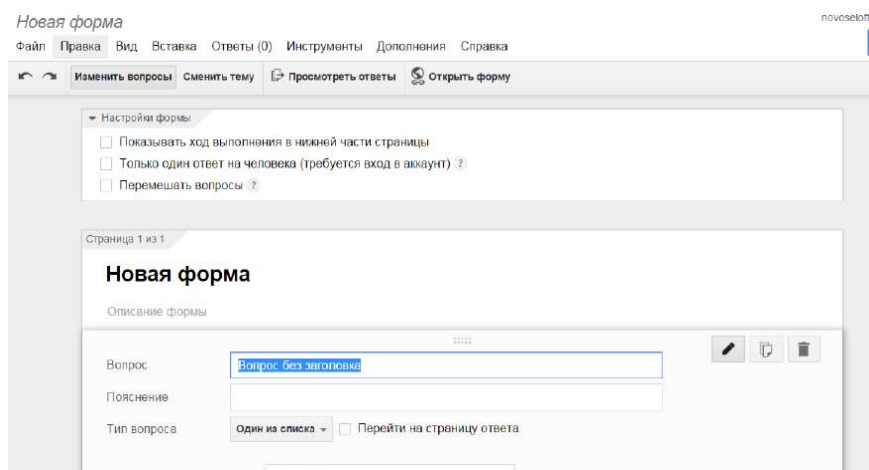 Новая форма
novoseloff
Файл Правка Вид Вставка Ответы (0) Инструменты Дополнения Справка
Изменить вопросы Сменить тему Просмотреть ответы Открыть форму
Настройки формы
Показывать ход выполнения в нижней части страницы
Только один ответ на человека (требуется вход в аккаунт) ?
Перемешать вопросы ?
Страница 1 из 1
Новая форма
Описание формы
Вопрос Вопрос без заголовка
Пояснение
Тип вопроса Один из списка Перейти на страницу ответа